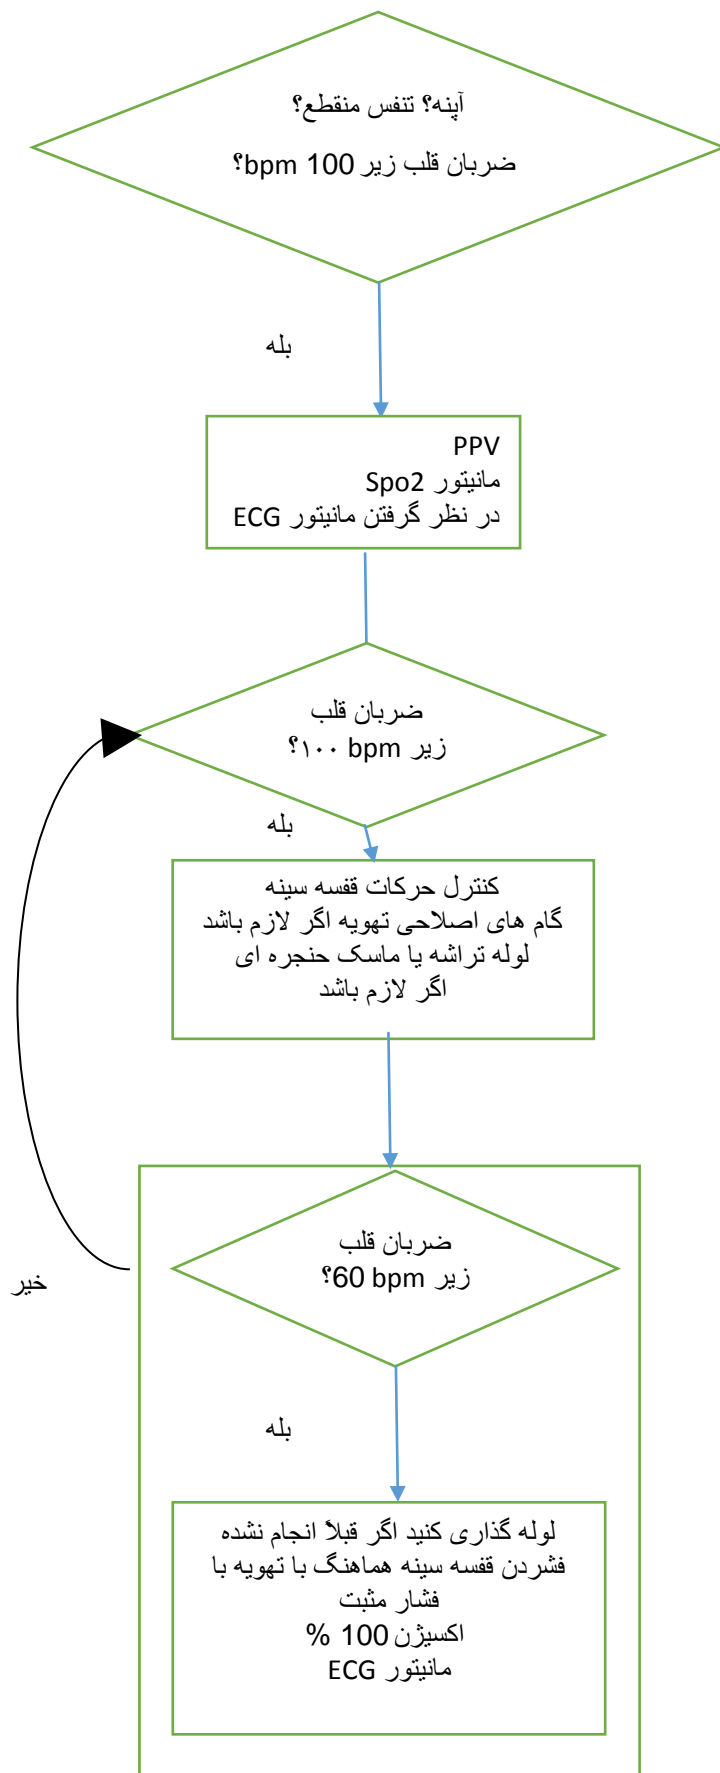 آپنه؟ تنفس منقطع؟
ضربان قلب زیر 100 bpm؟
بله
PPV
مانیتور Spo2
در نظر گرفتن مانیتور ECG
ضربان قلب
زیر ۱۰۰ bpm؟
بله
کنترل حرکات قفسه سینه
گام های اصلاحی تهویه اگر لازم باشد
لوله تراشه یا ماسک حنجره ای
اگر لازم باشد
ضربان قلب
زیر 60 bpm؟
خیر
بله
لوله گذاری کنید اگر قبلاً انجام نشده
فشردن قفسه سینه هماهنگ با تهویه با
فشار مثبت
اکسیژن 100 %
مانیتور ECG